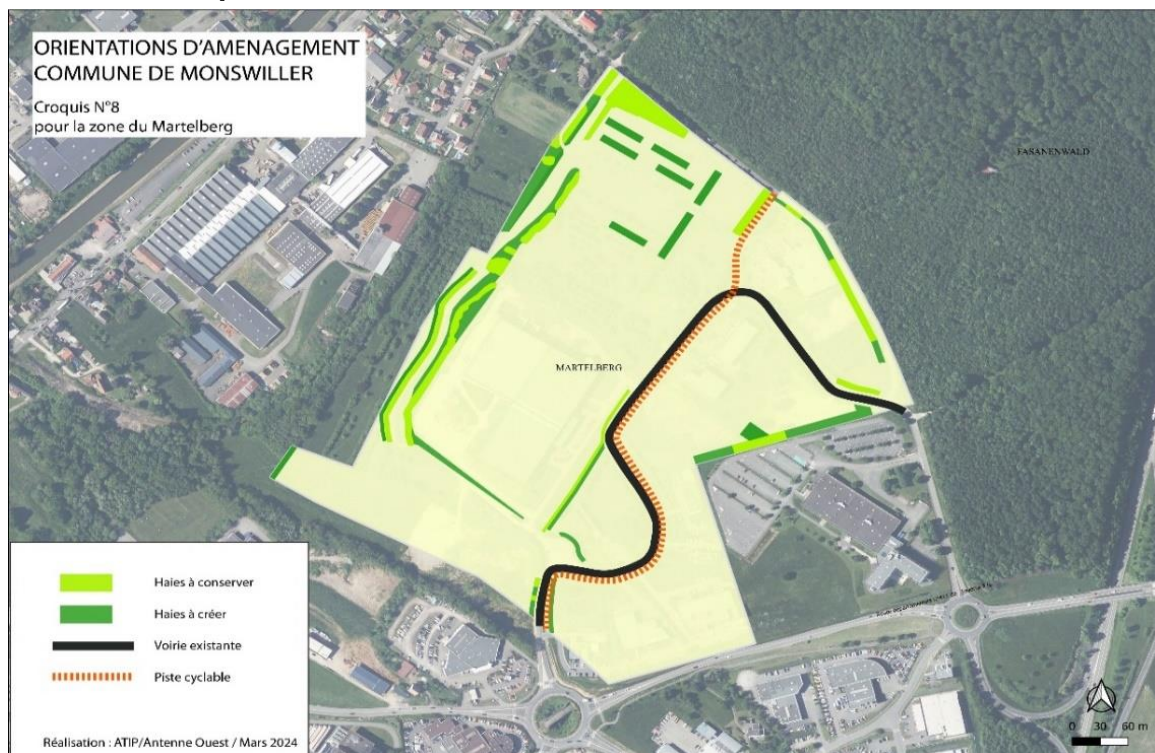 ORIENTATIONS D'AMENAGEMENT
COMMUNE DE MONSWILLER
Croquis N°8
pour la zone du Martelberg
FASANENWALD
MARTELBERG
Haies à conserver
Haies à créer
Voirie existante
Piste cyclable
Réalisation : ATIP/Antenne Ouest / Mars 2024
0 30 60 m